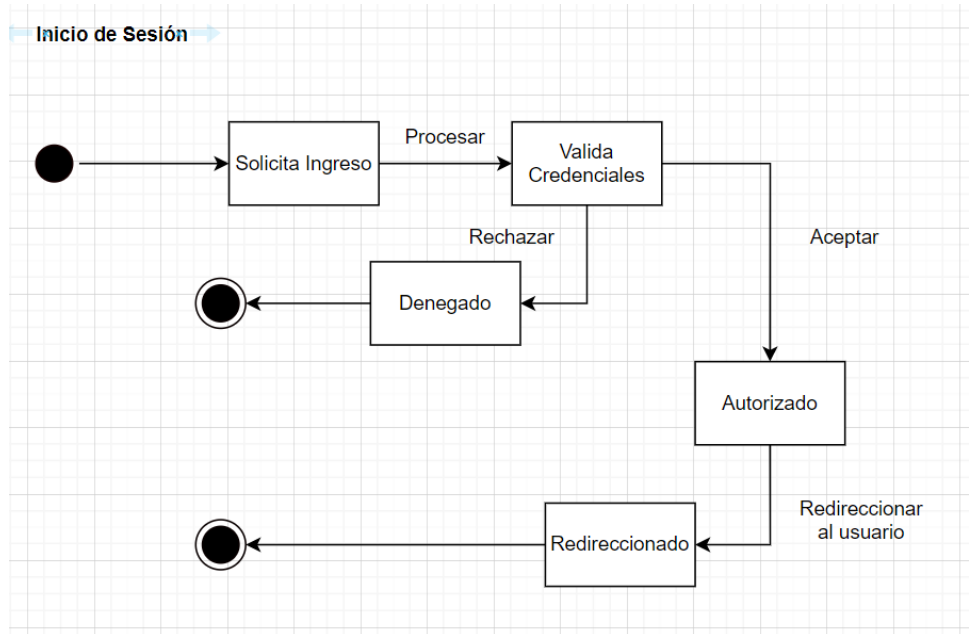 Inicio de Sesión
Solicita Ingreso
Procesar
Valida
Credenciales
Rechazar
Aceptar
Denegado
Autorizado
Redireccionar
al usuario
Redireccionado